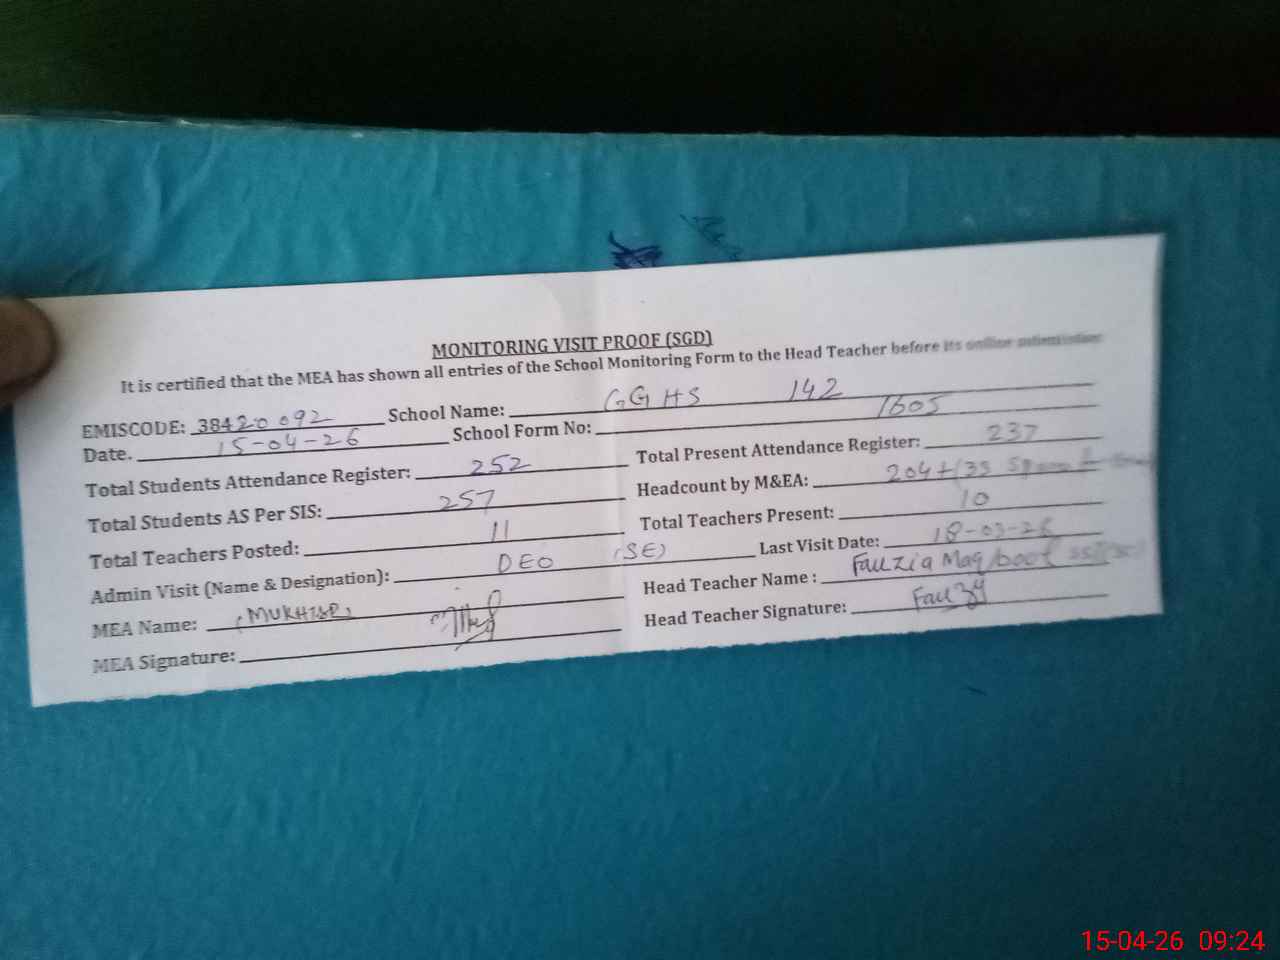 MONITORING VISIT PROOF (SGD)
It is certified that the MEA has shown all entries of the School Monitoring Form to the Head Teacher before its online
EMISCODE: 38420092 School Name: GGHS 142
Date. 15-04-26 School Form No: 1605
Total Students Attendance Register: 252 Total Present Attendance Register: 237
Total Students AS Per SIS: 257 Headcount by M&EA: 204+(33
Total Teachers Posted: 11 Total Teachers Present: 10
Admin Visit (Name & Designation): DEO (SE) Last Visit Date: 18-03-26
MEA Name: (MUKHTAR) Head Teacher Name : Fauzia Maqbool
MEA Signature: Head Teacher Signature: Fauzy
15-04-26 09:24